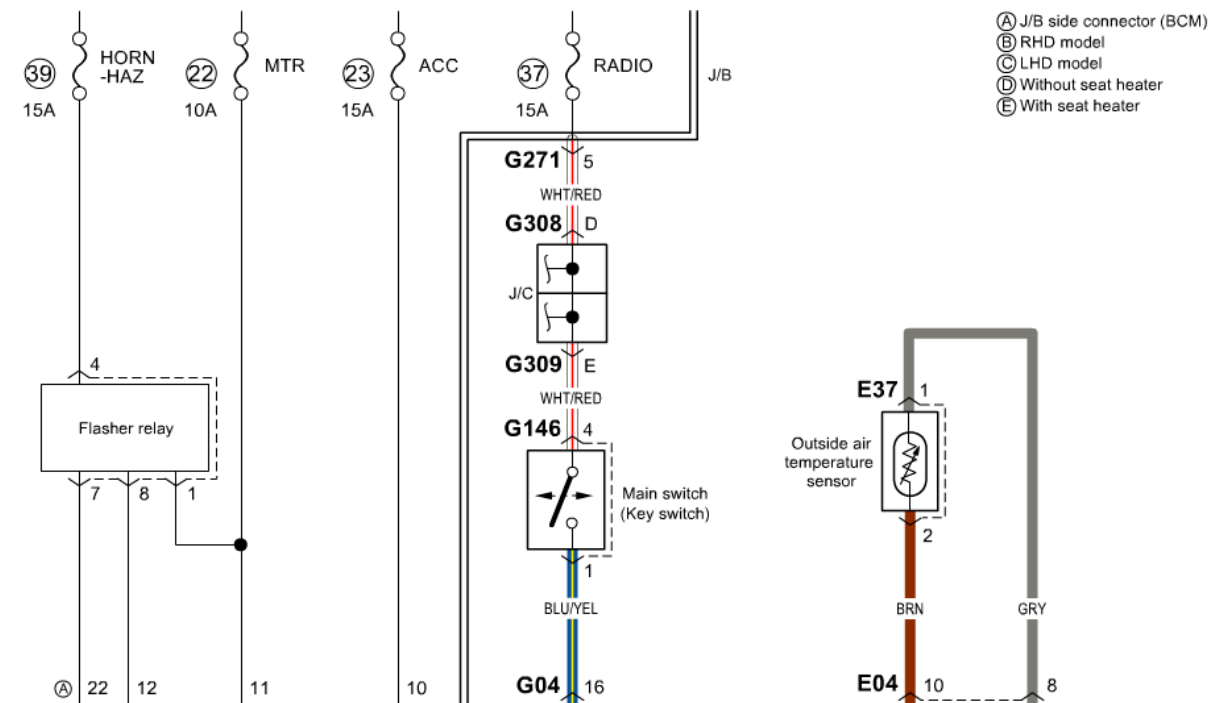 Ⓐ J/B side connector (BCM)
Ⓑ RHD model
Ⓒ LHD model
Ⓓ Without seat heater
Ⓔ With seat heater
39 HORN
-HAZ
15A
22 MTR
10A
23 ACC
15A
37 RADIO
15A
J/B
G271 5
WHT/RED
G308 D
J/C
G309 E
WHT/RED
G146 4
4
Flasher relay
7 8 1
Main switch
(Key switch)
1
BLU/YEL
E37 1
Outside air
temperature
sensor
2
BRN GRY
Ⓐ 22 12 11 10 G04 16 E04 10 8